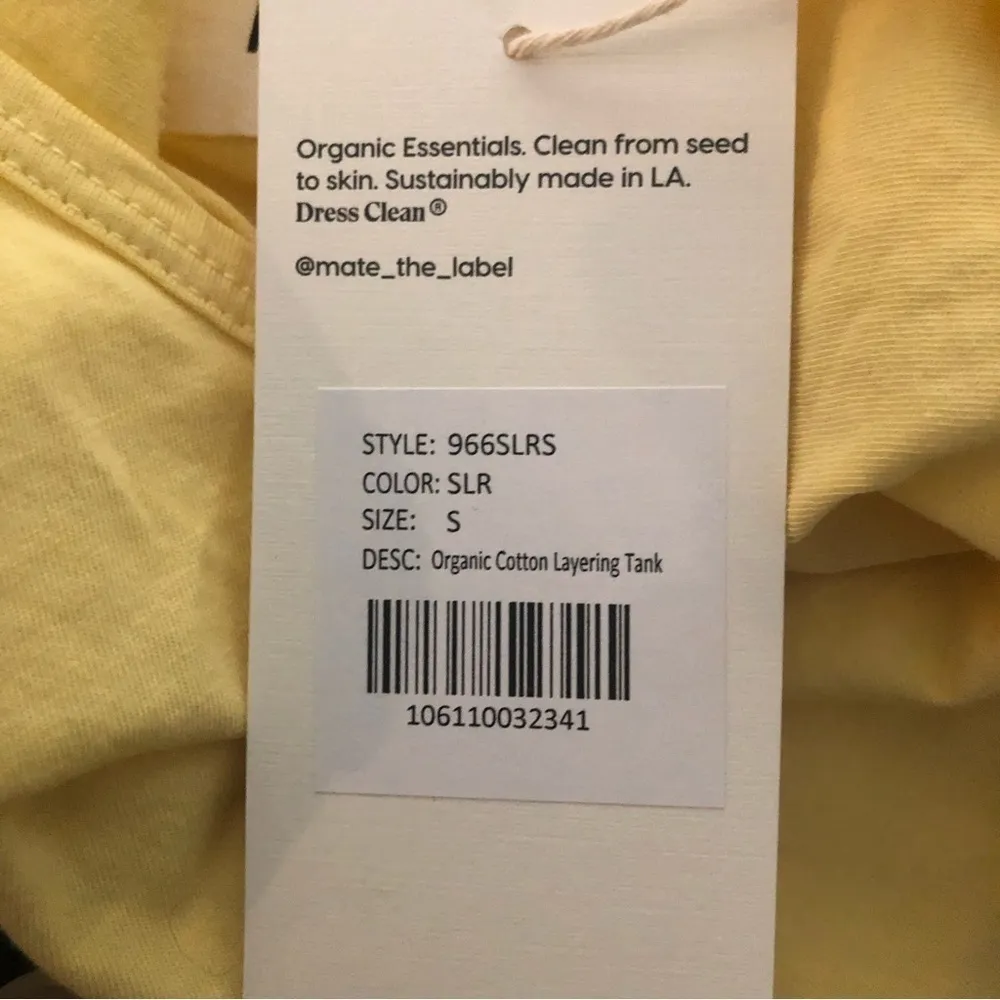 Organic Essentials. Clean from seed
to skin. Sustainably made in LA.
Dress Clean®
@mate_the_label
STYLE: 966SLRS
COLOR: SLR
SIZE: S
DESC: Organic Cotton Layering Tank
106110032341